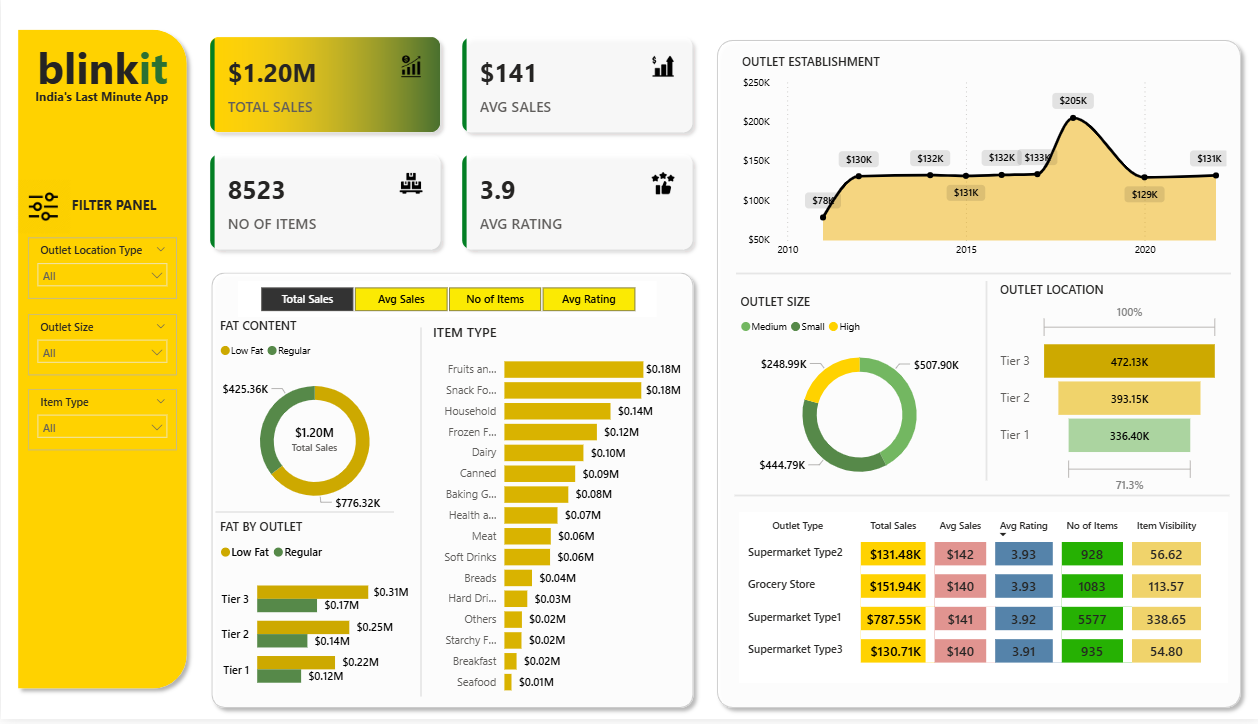 blinkit
India's Last Minute App
FILTER PANEL
Outlet Location Type
All
Outlet Size
All
Item Type
All
$1.20M
TOTAL SALES
$141
AVG SALES
8523
NO OF ITEMS
3.9
AVG RATING
Total Sales Avg Sales No of Items Avg Rating
FAT CONTENT
Low Fat Regular
$425.36K
$1.20M
Total Sales
$776.32K
FAT BY OUTLET
Low Fat Regular
Tier 3 $0.31M
$0.17M
Tier 2 $0.25M
$0.14M
Tier 1 $0.22M
$0.12M
ITEM TYPE
Fruits an... $0.18M
Snack Fo... $0.18M
Household $0.14M
Frozen F... $0.12M
Dairy $0.10M
Canned $0.09M
Baking G... $0.08M
Health a... $0.07M
Meat $0.06M
Soft Drinks $0.06M
Breads $0.04M
Hard Dri... $0.03M
Others $0.02M
Starchy F... $0.02M
Breakfast $0.02M
Seafood $0.01M
OUTLET ESTABLISHMENT
$250K
$200K
$150K
$100K
$50K
$78K
$130K
$132K
$131K
$132K
$133K
$205K
$129K
$131K
2010 2015 2020
OUTLET SIZE
Medium Small High
$248.99K
$507.90K
$444.79K
OUTLET LOCATION
100%
Tier 3 472.13K
Tier 2 393.15K
Tier 1 336.40K
71.3%
Outlet Type Total Sales Avg Sales Avg Rating No of Items Item Visibility
Supermarket Type2 $131.48K $142 3.93 928 56.62
Grocery Store $151.94K $140 3.93 1083 113.57
Supermarket Type1 $787.55K $141 3.92 5577 338.65
Supermarket Type3 $130.71K $140 3.91 935 54.80